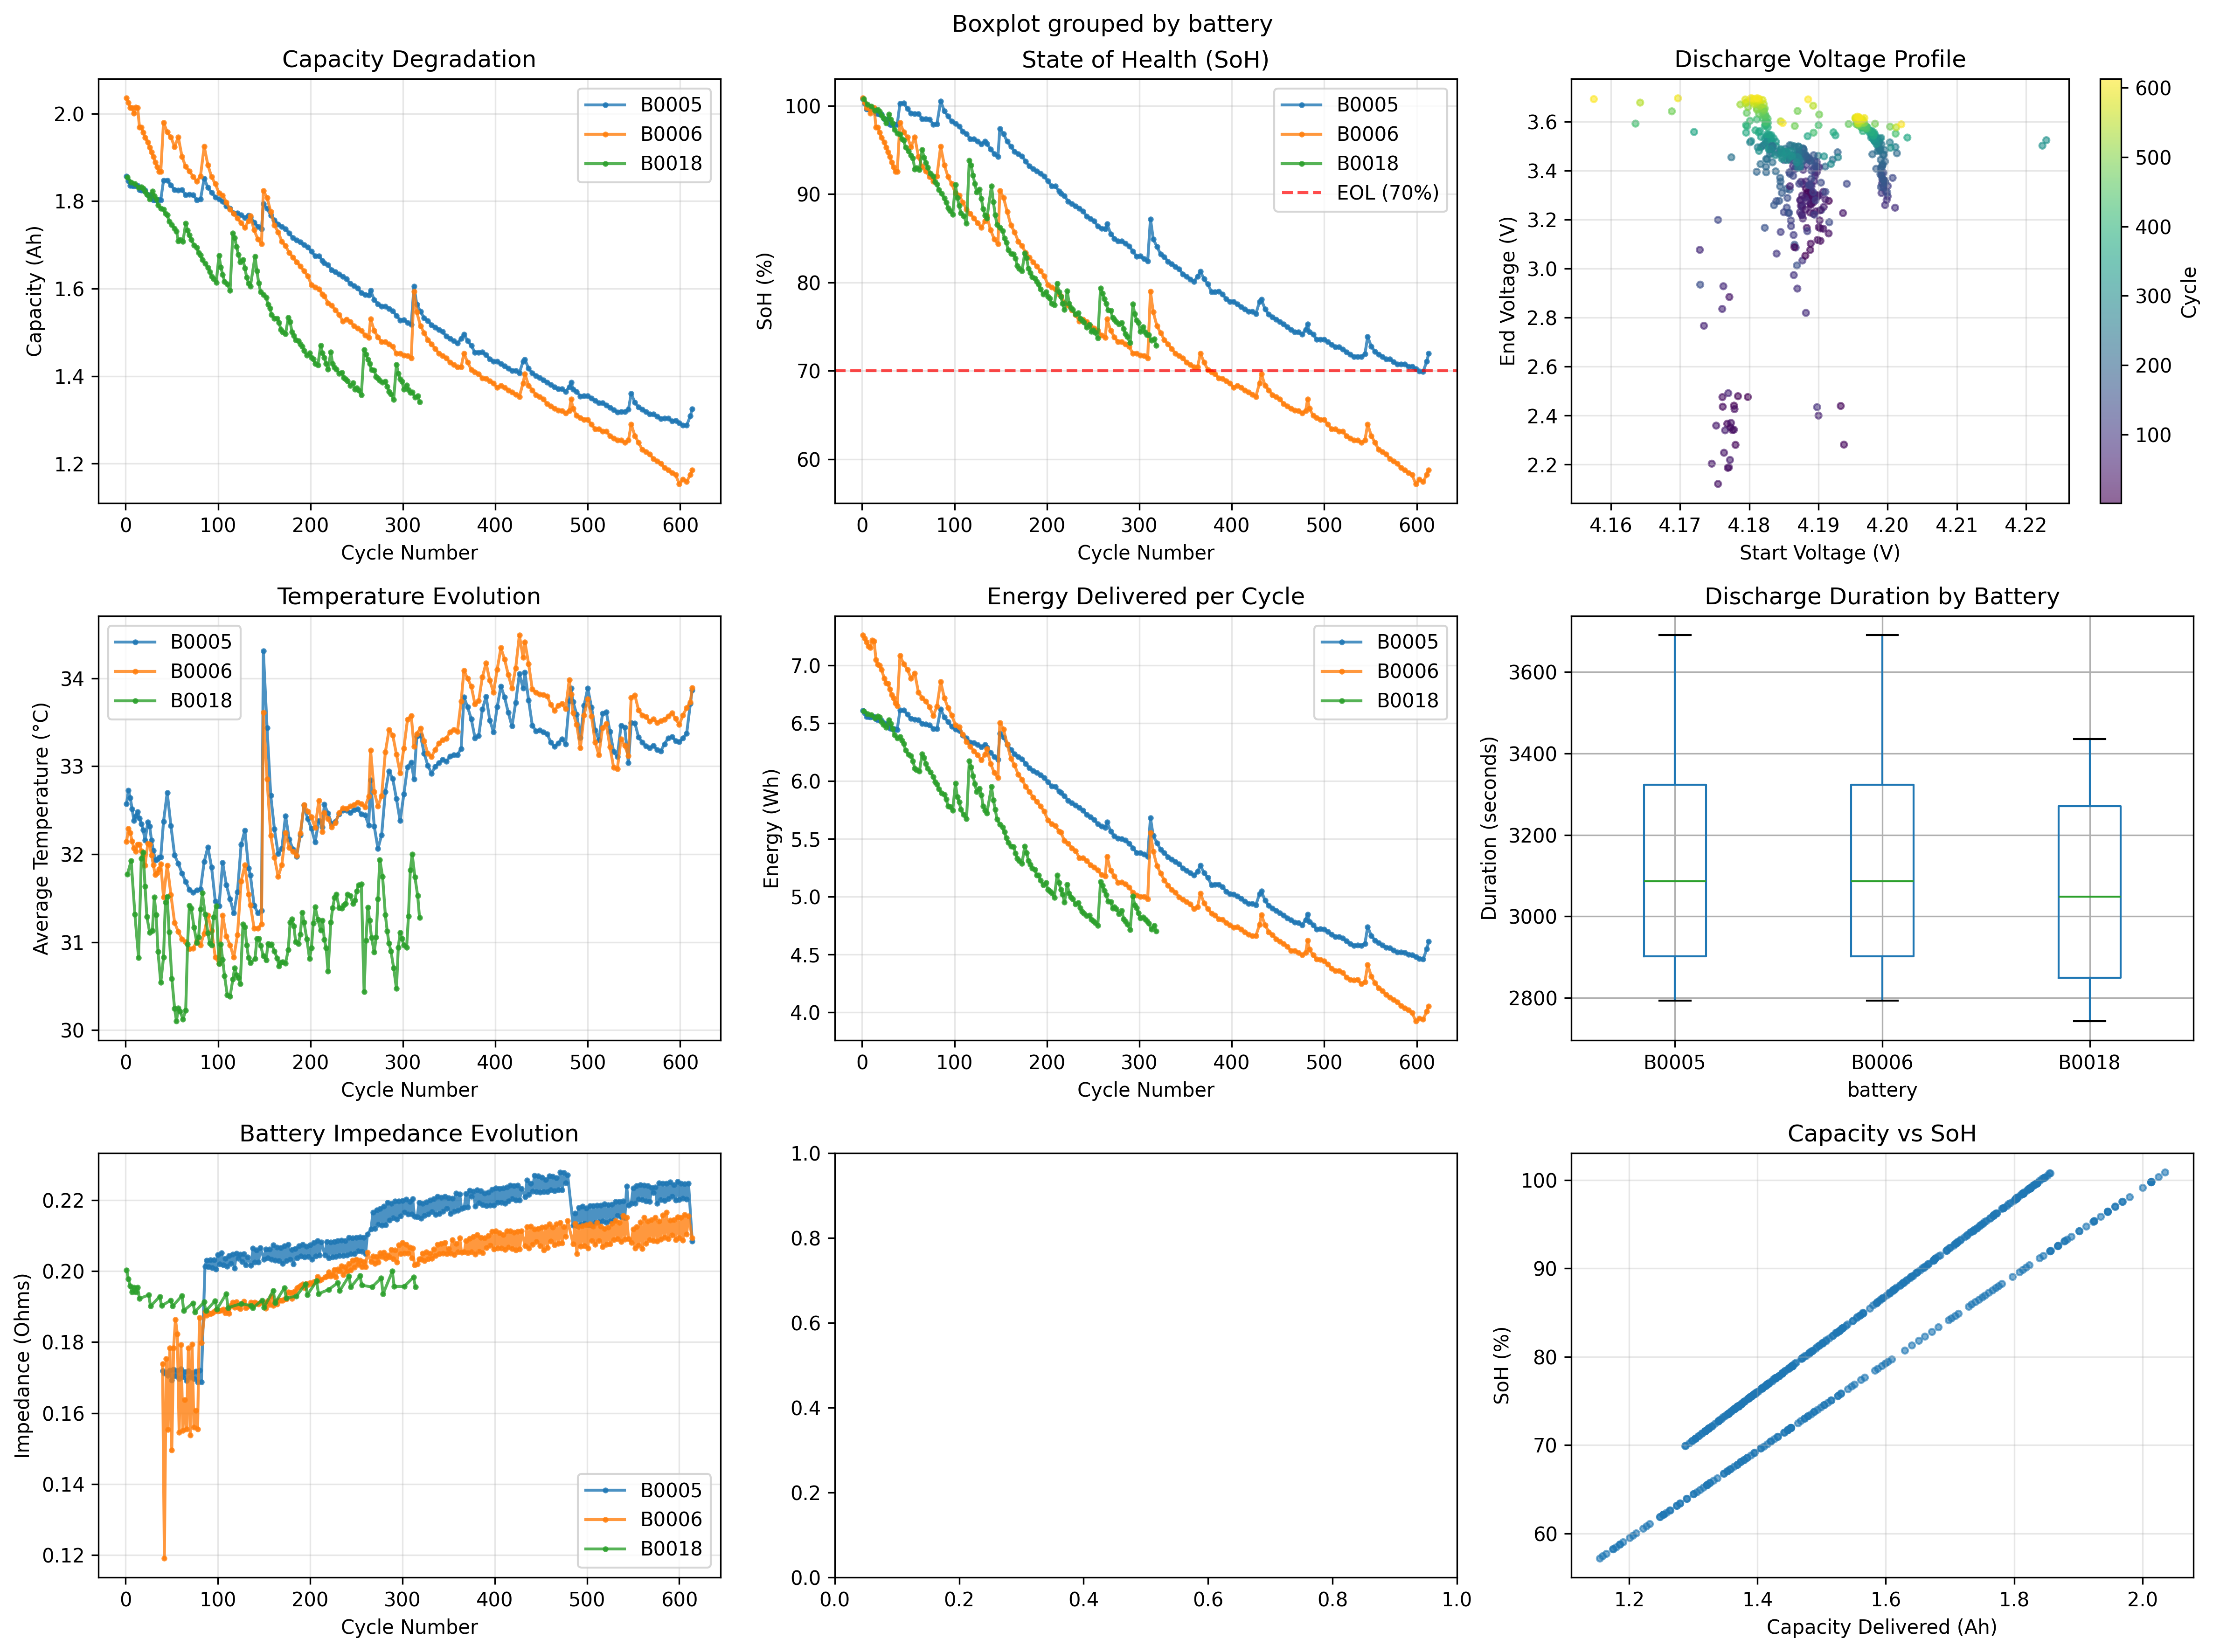 Boxplot grouped by battery
Capacity Degradation
Capacity (Ah)
2.0
1.8
1.6
1.4
1.2
B0005
B0006
B0018
0 100 200 300 400 500 600
Cycle Number
State of Health (SoH)
SoH (%)
100
90
80
70
60
B0005
B0006
B0018
EOL (70%)
0 100 200 300 400 500 600
Cycle Number
Discharge Voltage Profile
End Voltage (V)
3.6
3.4
3.2
3.0
2.8
2.6
2.4
2.2
4.16 4.17 4.18 4.19 4.20 4.21 4.22
Start Voltage (V)
600
500
400
300
200
100
Cycle
Temperature Evolution
Average Temperature (°C)
34
33
32
31
30
B0005
B0006
B0018
0 100 200 300 400 500 600
Cycle Number
Energy Delivered per Cycle
Energy (Wh)
7.0
6.5
6.0
5.5
5.0
4.5
4.0
B0005
B0006
B0018
0 100 200 300 400 500 600
Cycle Number
Discharge Duration by Battery
Duration (seconds)
3600
3400
3200
3000
2800
B0005 B0006 B0018
battery
Battery Impedance Evolution
Impedance (Ohms)
0.22
0.20
0.18
0.16
0.14
0.12
B0005
B0006
B0018
0 100 200 300 400 500 600
Cycle Number
1.0
0.8
0.6
0.4
0.2
0.0
0.0 0.2 0.4 0.6 0.8 1.0
Capacity vs SoH
SoH (%)
100
90
80
70
60
1.2 1.4 1.6 1.8 2.0
Capacity Delivered (Ah)